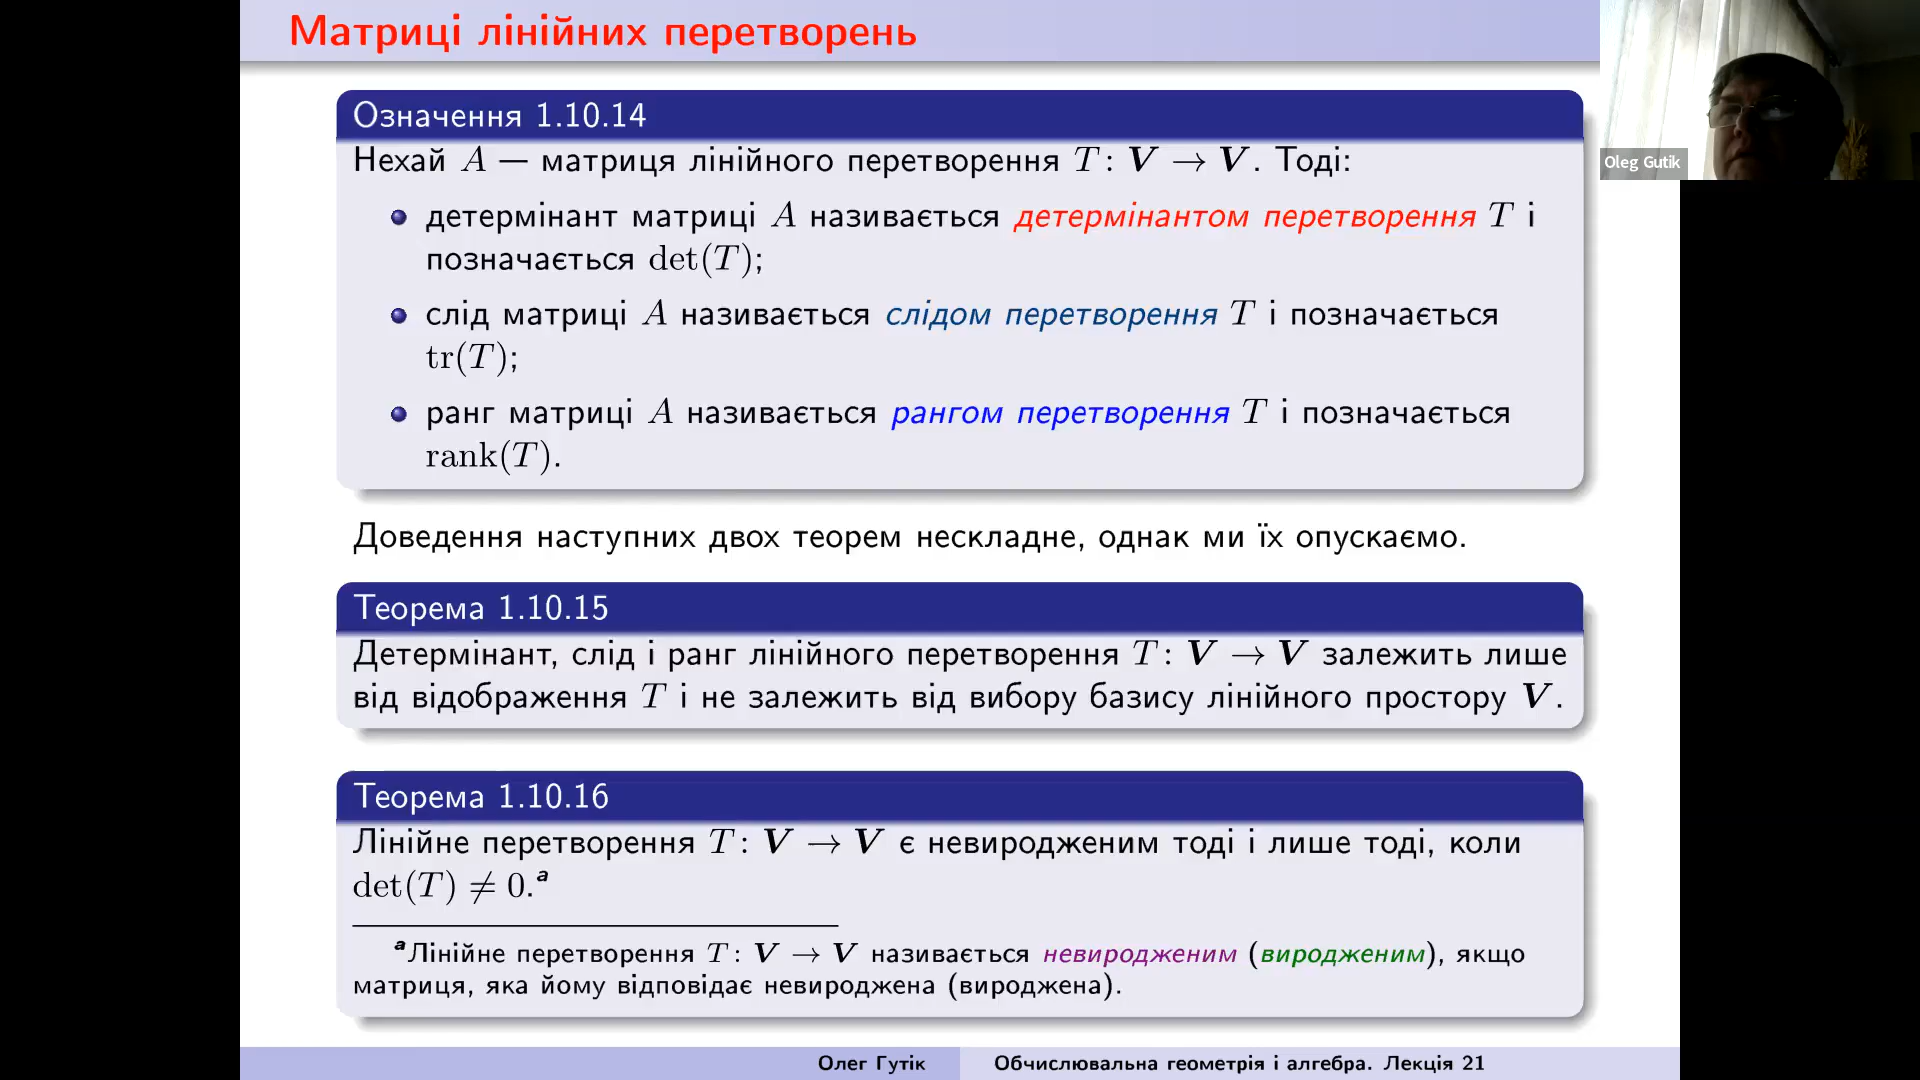 Матриці лінійних перетворень
Oleg Gutik
Означення 1.10.14
Нехай A — матриця лінійного перетворення T: V → V. Тоді:
детермінант матриці A називається детермінантом перетворення T і
позначається det(T);
слід матриці A називається слідом перетворення T і позначається
tr(T);
ранг матриці A називається рангом перетворення T і позначається
rank(T).
Доведення наступних двох теорем нескладне, однак ми їх опускаємо.
Теорема 1.10.15
Детермінант, слід і ранг лінійного перетворення T: V → V залежить лише
від відображення T і не залежить від вибору базису лінійного простору V.
Теорема 1.10.16
Лінійне перетворення T: V → V є невиродженим тоді і лише тоді, коли
det(T) ≠ 0.ᵃ
ᵃЛінійне перетворення T: V → V називається невиродженим (виродженим), якщо
матриця, яка йому відповідає невироджена (вироджена).
Олег Гутік
Обчислювальна геометрія і алгебра. Лекція 21